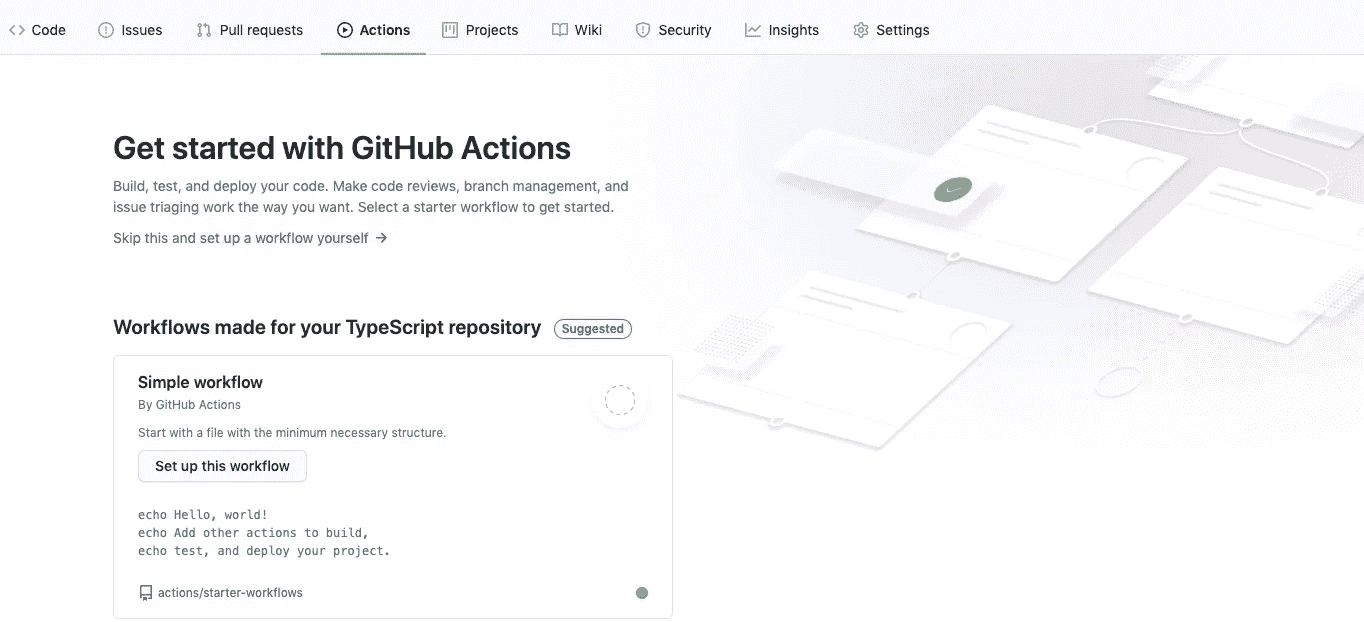 Code Issues Pull requests Actions Projects Wiki Security Insights Settings
Get started with GitHub Actions
Build, test, and deploy your code. Make code reviews, branch management, and
issue triaging work the way you want. Select a starter workflow to get started.
Skip this and set up a workflow yourself →
Workflows made for your TypeScript repository Suggested
Simple workflow
By GitHub Actions
Start with a file with the minimum necessary structure.
Set up this workflow
echo Hello, world!
echo Add other actions to build,
echo test, and deploy your project.
actions/starter-workflows